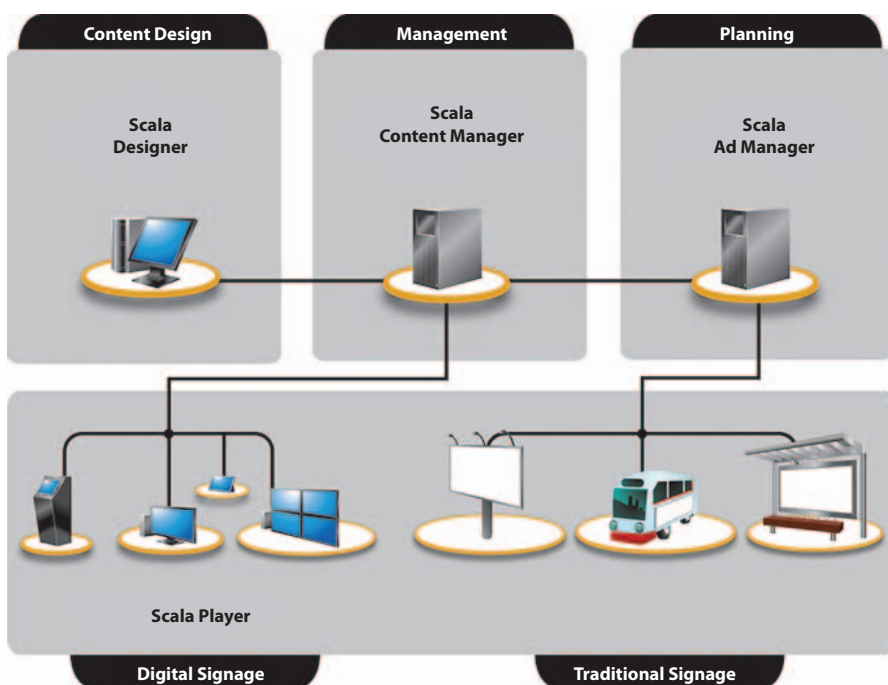 Content Design
Management
Planning
Scala
Designer
Scala
Content Manager
Scala
Ad Manager
Scala Player
Digital Signage
Traditional Signage